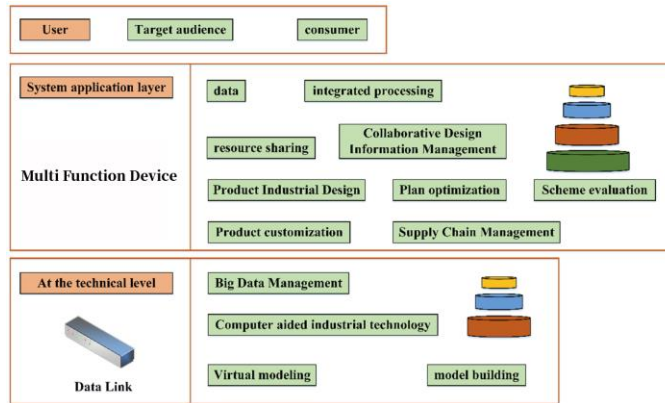 User Target audience consumer
System application layer data integrated processing
resource sharing Collaborative Design
Information Management
Multi Function Device
Product Industrial Design Plan optimization Scheme evaluation
Product customization Supply Chain Management
At the technical level Big Data Management
Computer aided industrial technology
Data Link Virtual modeling model building